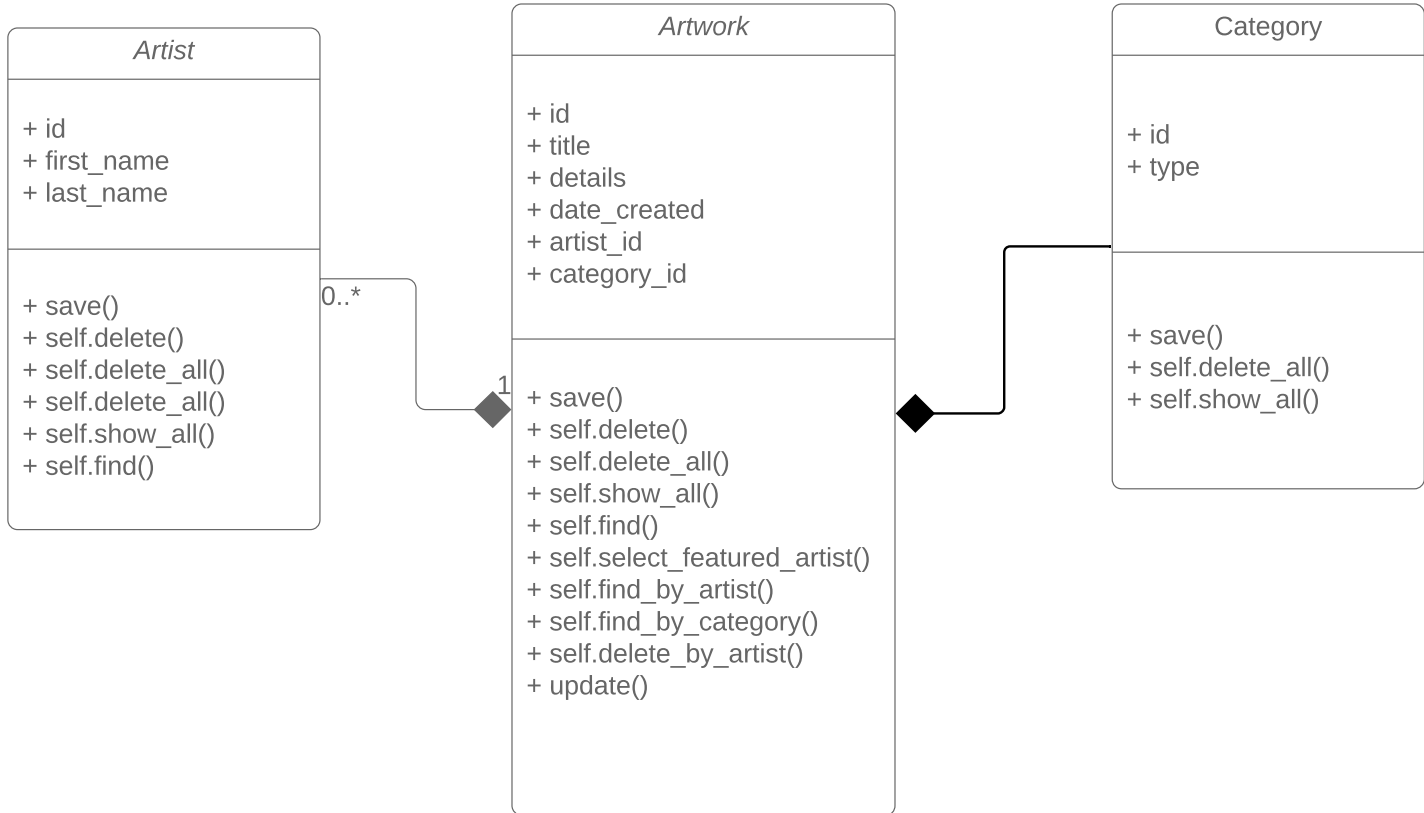 Artist
+ id
+ first_name
+ last_name
+ save()
+ self.delete()
+ self.delete_all()
+ self.delete_all()
+ self.show_all()
+ self.find()
0..*
1
Artwork
+ id
+ title
+ details
+ date_created
+ artist_id
+ category_id
+ save()
+ self.delete()
+ self.delete_all()
+ self.show_all()
+ self.find()
+ self.select_featured_artist()
+ self.find_by_artist()
+ self.find_by_category()
+ self.delete_by_artist()
+ update()
Category
+ id
+ type
+ save()
+ self.delete_all()
+ self.show_all()